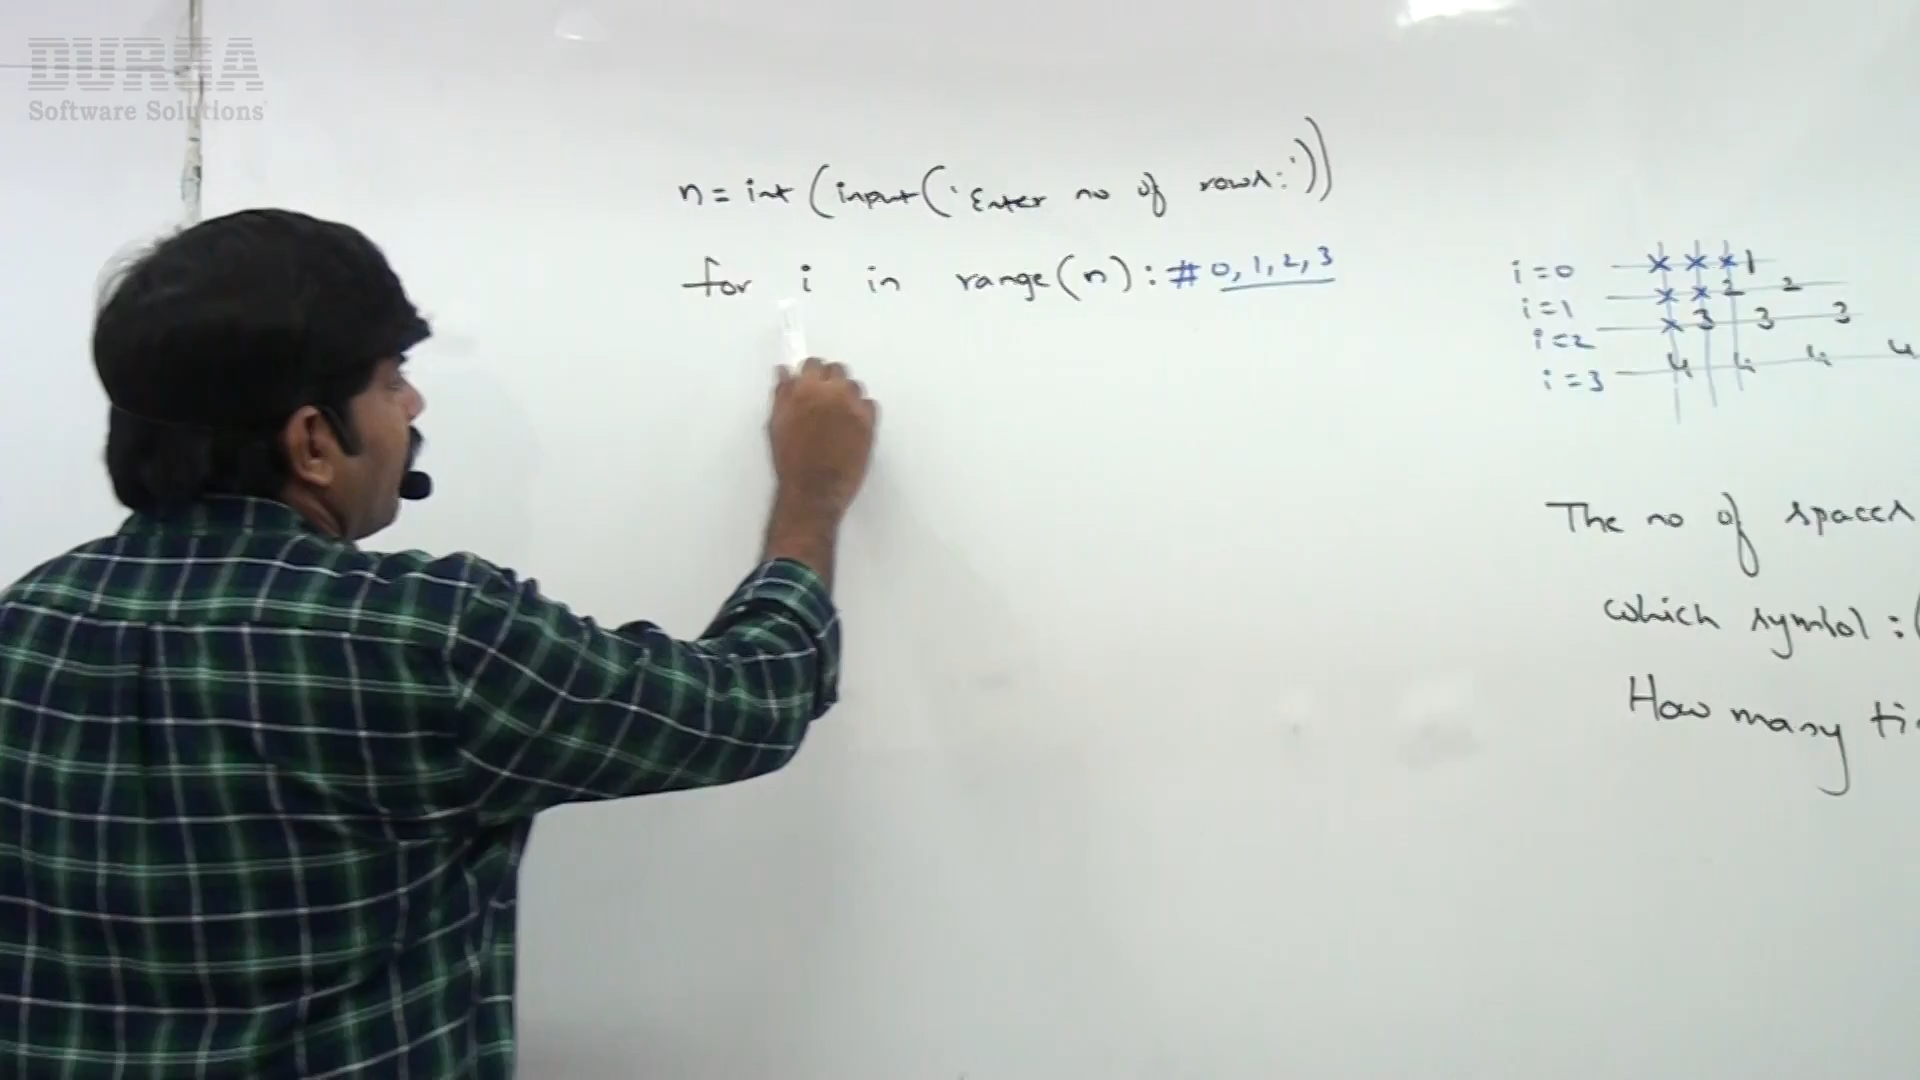 DURGA
Software Solutions
n = int (input('Enter no of rows:'))
for i in range(n): # 0, 1, 2, 3
i=0 × × × 1
i=1 × × 2 2
i=2 × 3 3 3
i=3 4 4 4 4
The no of spaces
which symbol : (
How many ti